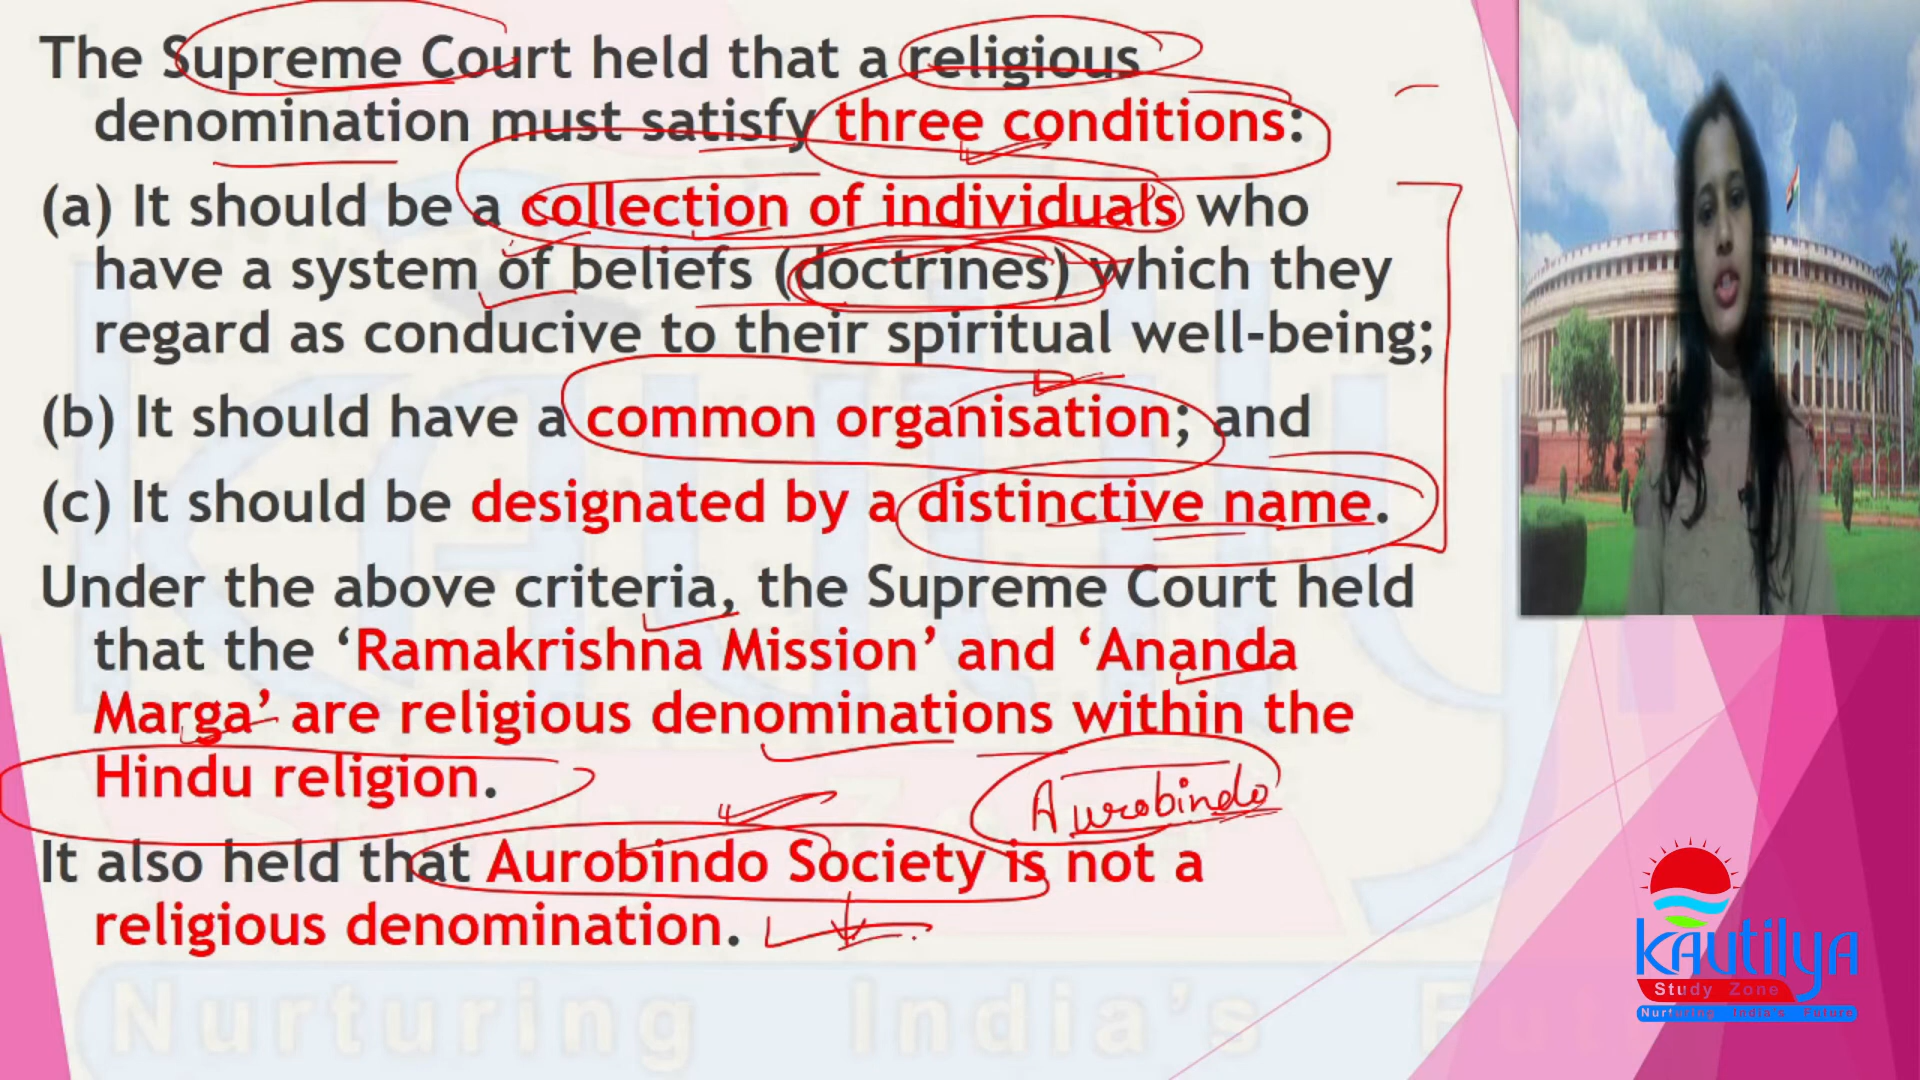 The Supreme Court held that a religious
denomination must satisfy three conditions:
(a) It should be a collection of individuals who
have a system of beliefs (doctrines) which they
regard as conducive to their spiritual well-being;
(b) It should have a common organisation; and
(c) It should be designated by a distinctive name.
Under the above criteria, the Supreme Court held
that the ‘Ramakrishna Mission’ and ‘Ananda
Marga’ are religious denominations within the
Hindu religion.
Aurobindo
It also held that Aurobindo Society is not a
religious denomination.
Kautilya
Study Zone
Nurturing India's Future
Nurturing India's Fut